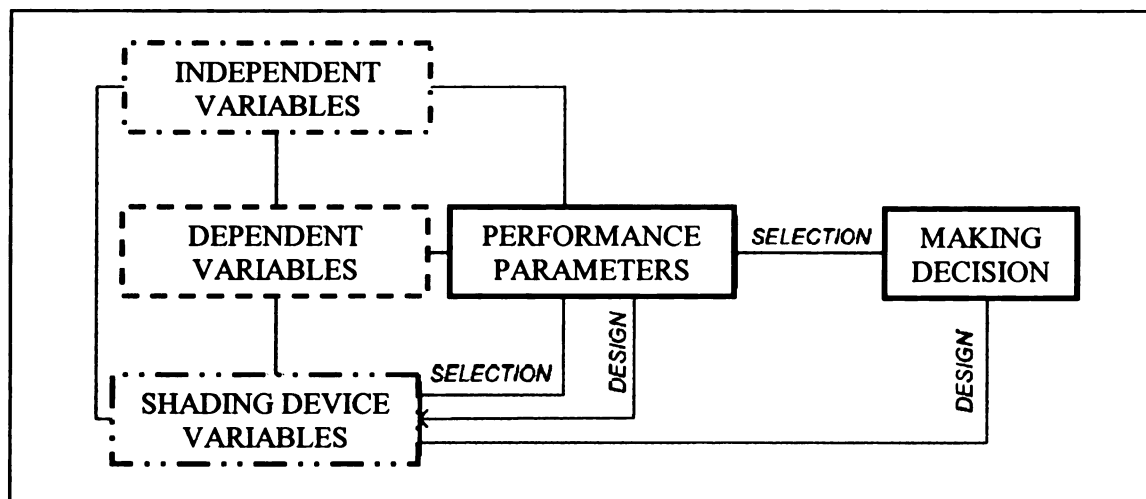 INDEPENDENT
VARIABLES
DEPENDENT
VARIABLES
PERFORMANCE
PARAMETERS
SELECTION
MAKING
DECISION
SELECTION
DESIGN
DESIGN
SHADING DEVICE
VARIABLES